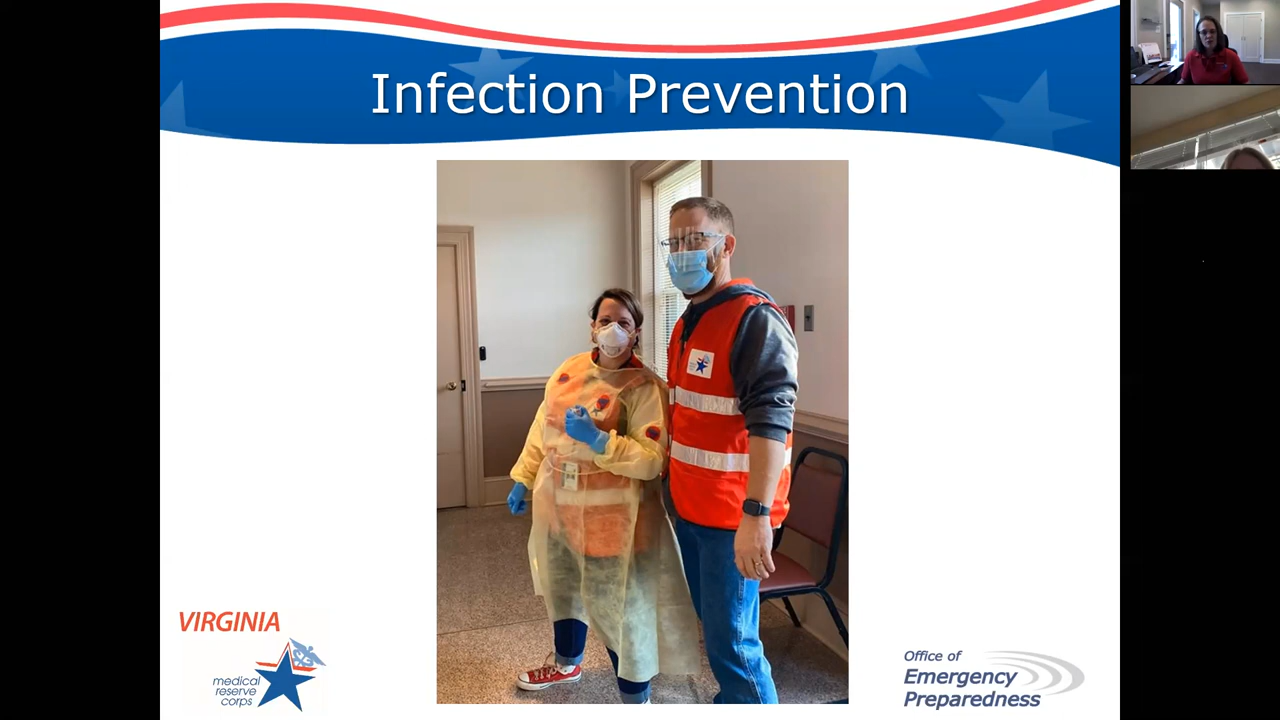 Infection Prevention
VIRGINIA
medical
reserve
corps
Office of
Emergency
Preparedness